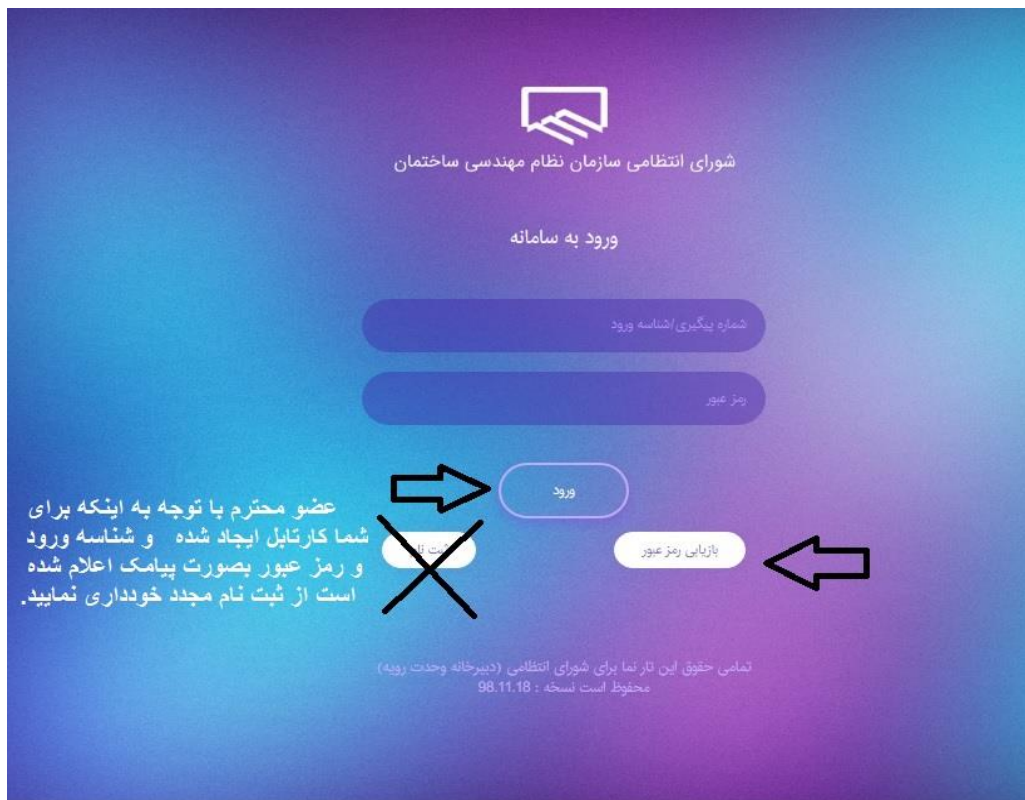 شورای انتظامی سازمان نظام مهندسی ساختمان
ورود به سامانه
شماره پیگیری/شناسه ورود
رمز عبور
ورود
بازیابی رمز عبور
ثبت
عضو محترم با توجه به اینکه برای
شما کارتابل ایجاد شده و شناسه ورود
و رمز عبور بصورت پیامک اعلام شده
است از ثبت نام مجدد خودداری نمایید.
تمامی حقوق این تار نما برای شورای انتظامی (دبیرخانه وحدت رویه)
محفوظ است نسخه : 98.11.18